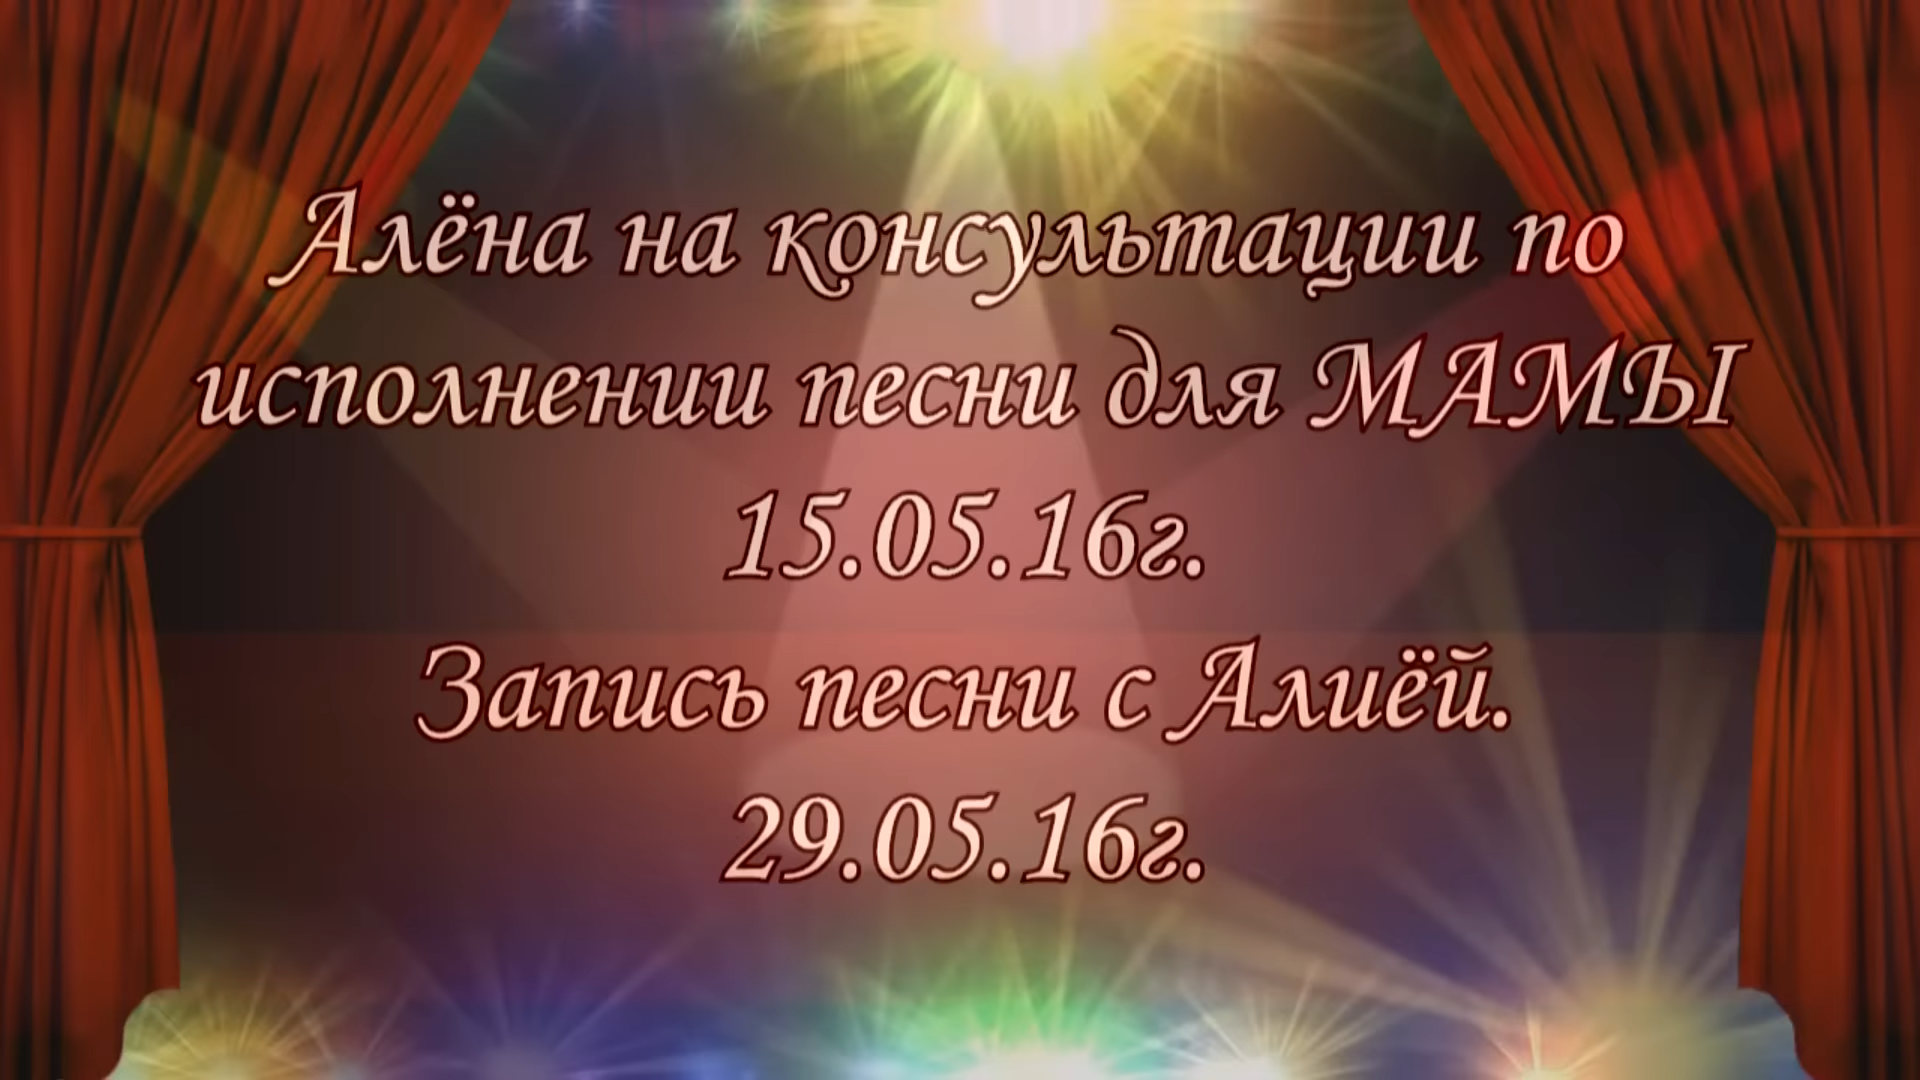 Алёна на консультации по
исполнении песни для МАМЫ
15.05.16г.
Запись песни с Алиёй.
29.05.16г.